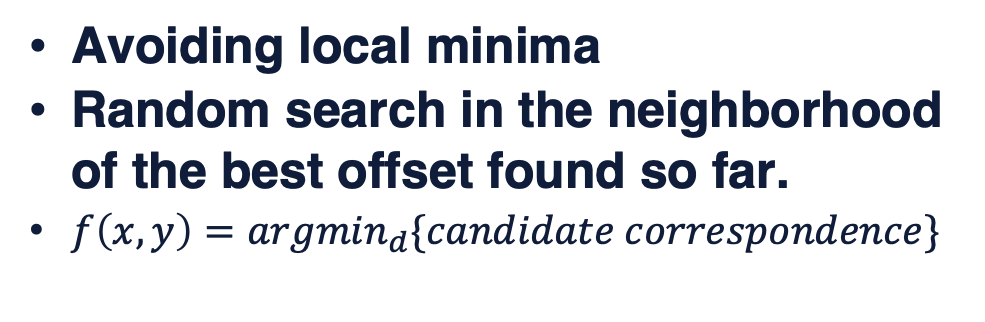 • Avoiding local minima
• Random search in the neighborhood
of the best offset found so far.
• f(x, y) = argmin_d{candidate correspondence}